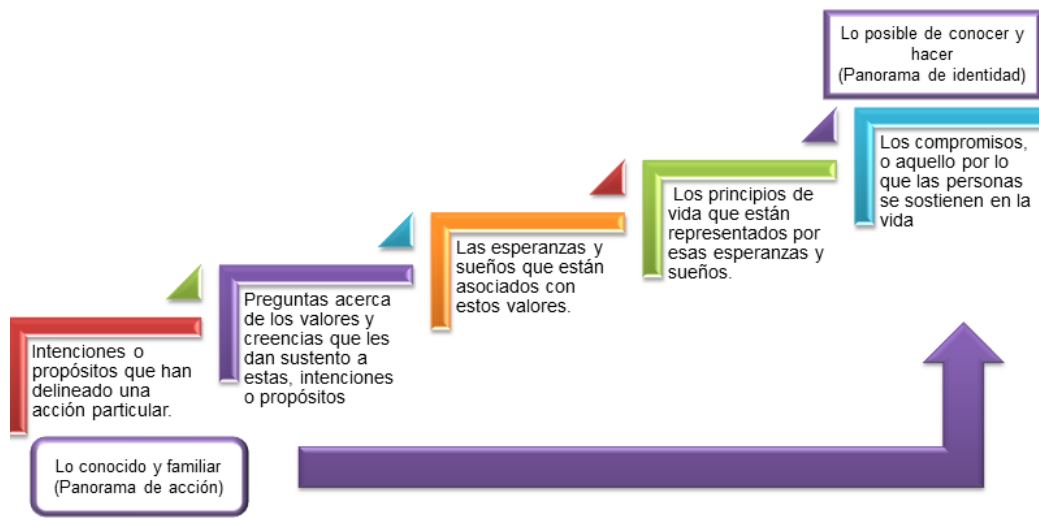 Lo posible de conocer y
hacer
(Panorama de identidad)
Los compromisos,
o aquello por lo
que las personas
se sostienen en la
vida
Los principios de
vida que están
representados por
esas esperanzas y
sueños.
Las esperanzas y
sueños que están
asociados con
estos valores.
Preguntas acerca
de los valores y
creencias que les
dan sustento a
estas, intenciones
o propósitos
Intenciones o
propósitos que han
delineado una
acción particular.
Lo conocido y familiar
(Panorama de acción)